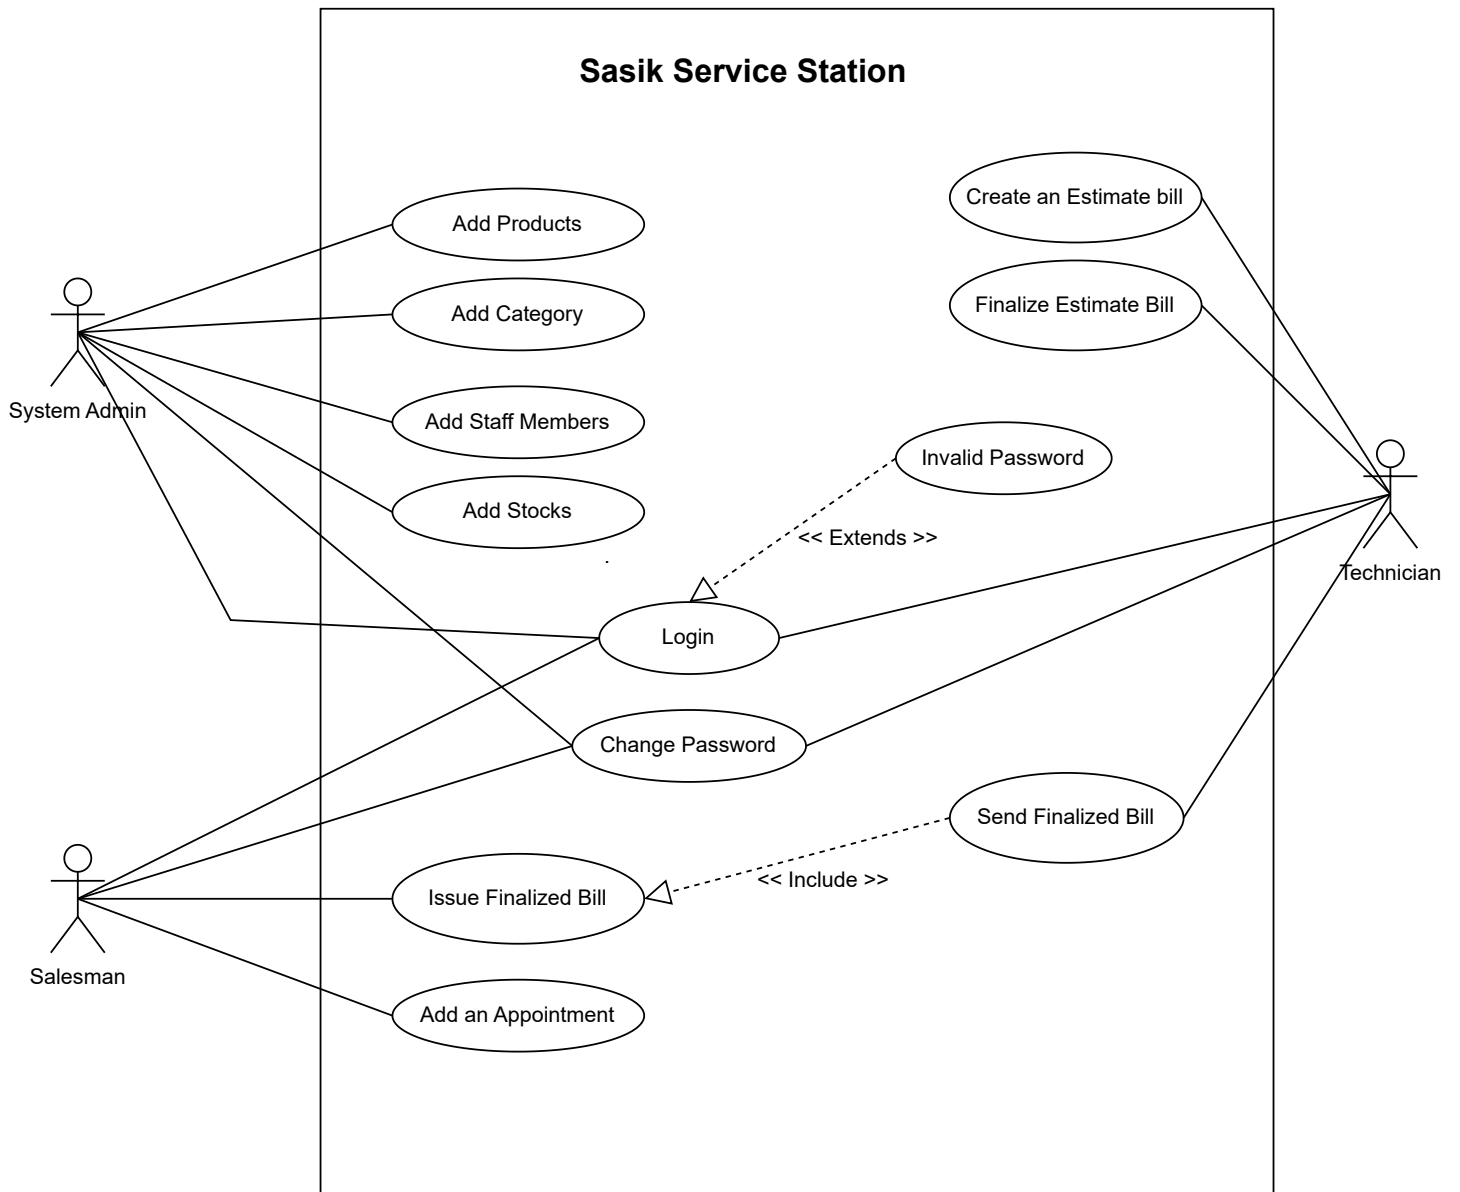 Sasik Service Station
Create an Estimate bill
Add Products
Finalize Estimate Bill
Add Category
System Admin
Add Staff Members
Invalid Password
Add Stocks
<< Extends >>
Technician
Login
Change Password
Send Finalized Bill
<< Include >>
Issue Finalized Bill
Salesman
Add an Appointment